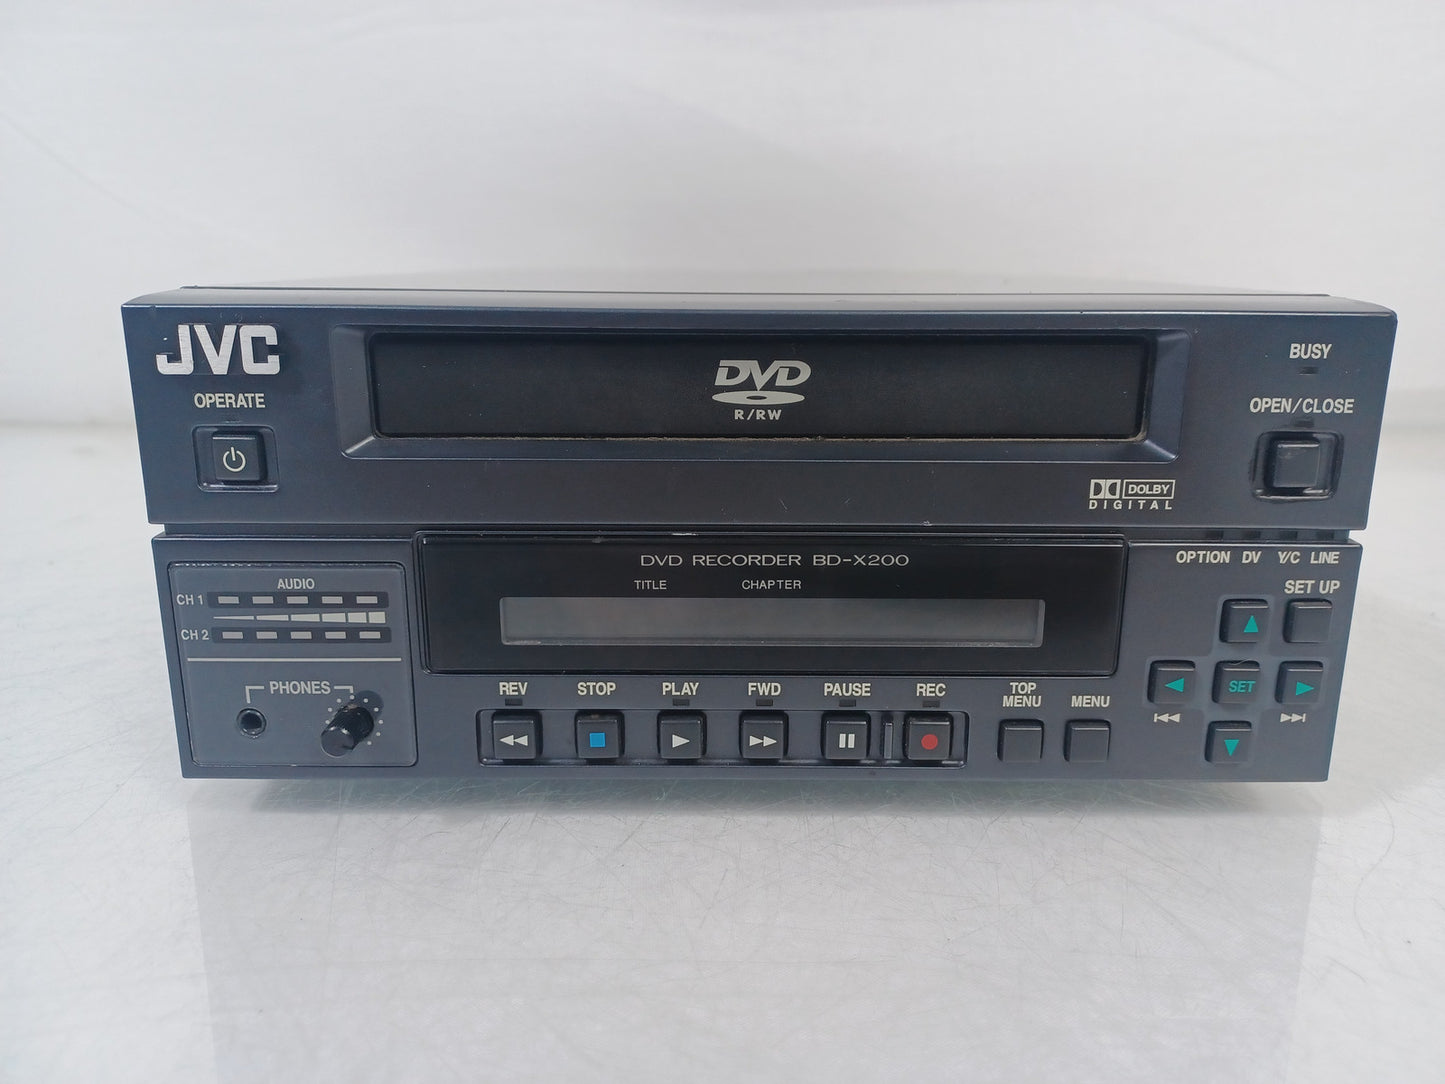 JVC
OPERATE
DVD
R/RW
BUSY
OPEN/CLOSE
DOLBY
DIGITAL
DVD RECORDER BD-X200
TITLE CHAPTER
OPTION DV Y/C LINE
SET UP
AUDIO
CH 1
CH 2
PHONES
SET
REV STOP PLAY FWD PAUSE REC
TOP
MENU
MENU